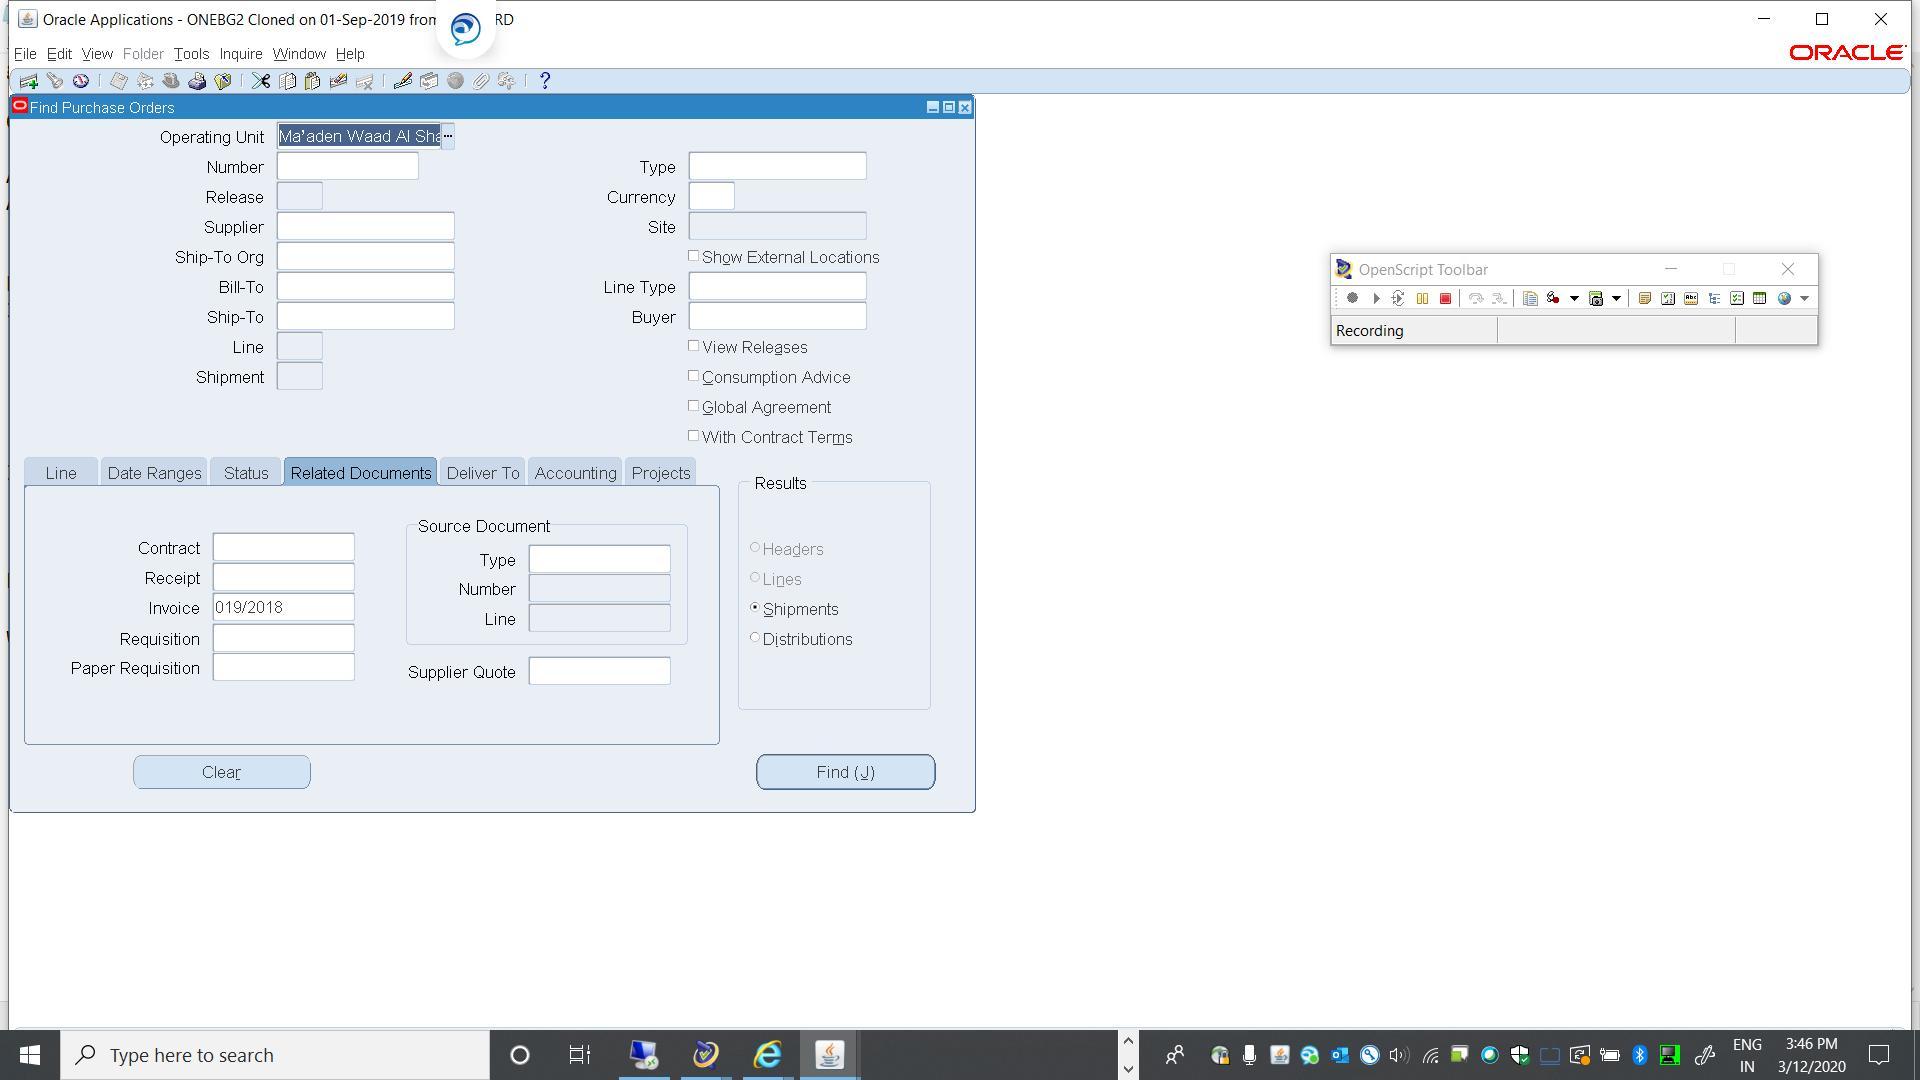 Oracle Applications - ONEBG2 Cloned on 01-Sep-2019 from RD
File Edit View Folder Tools Inquire Window Help
ORACLE
Find Purchase Orders
Operating Unit Ma'aden Waad Al Sha
Number
Type
Release
Currency
Supplier
Site
Ship-To Org
Show External Locations
Bill-To
Line Type
Ship-To
Buyer
Line
View Releases
Shipment
Consumption Advice
Global Agreement
With Contract Terms
Line Date Ranges Status Related Documents Deliver To Accounting Projects
Contract
Receipt
Invoice 019/2018
Requisition
Paper Requisition
Source Document
Type
Number
Line
Supplier Quote
Results
Headers
Lines
Shipments
Distributions
Clear
Find (J)
OpenScript Toolbar
Recording
Type here to search
ENG
IN
3:46 PM
3/12/2020